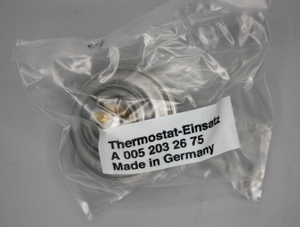 Thermostat-Einsatz
A 005 203 26 75
Made in Germany